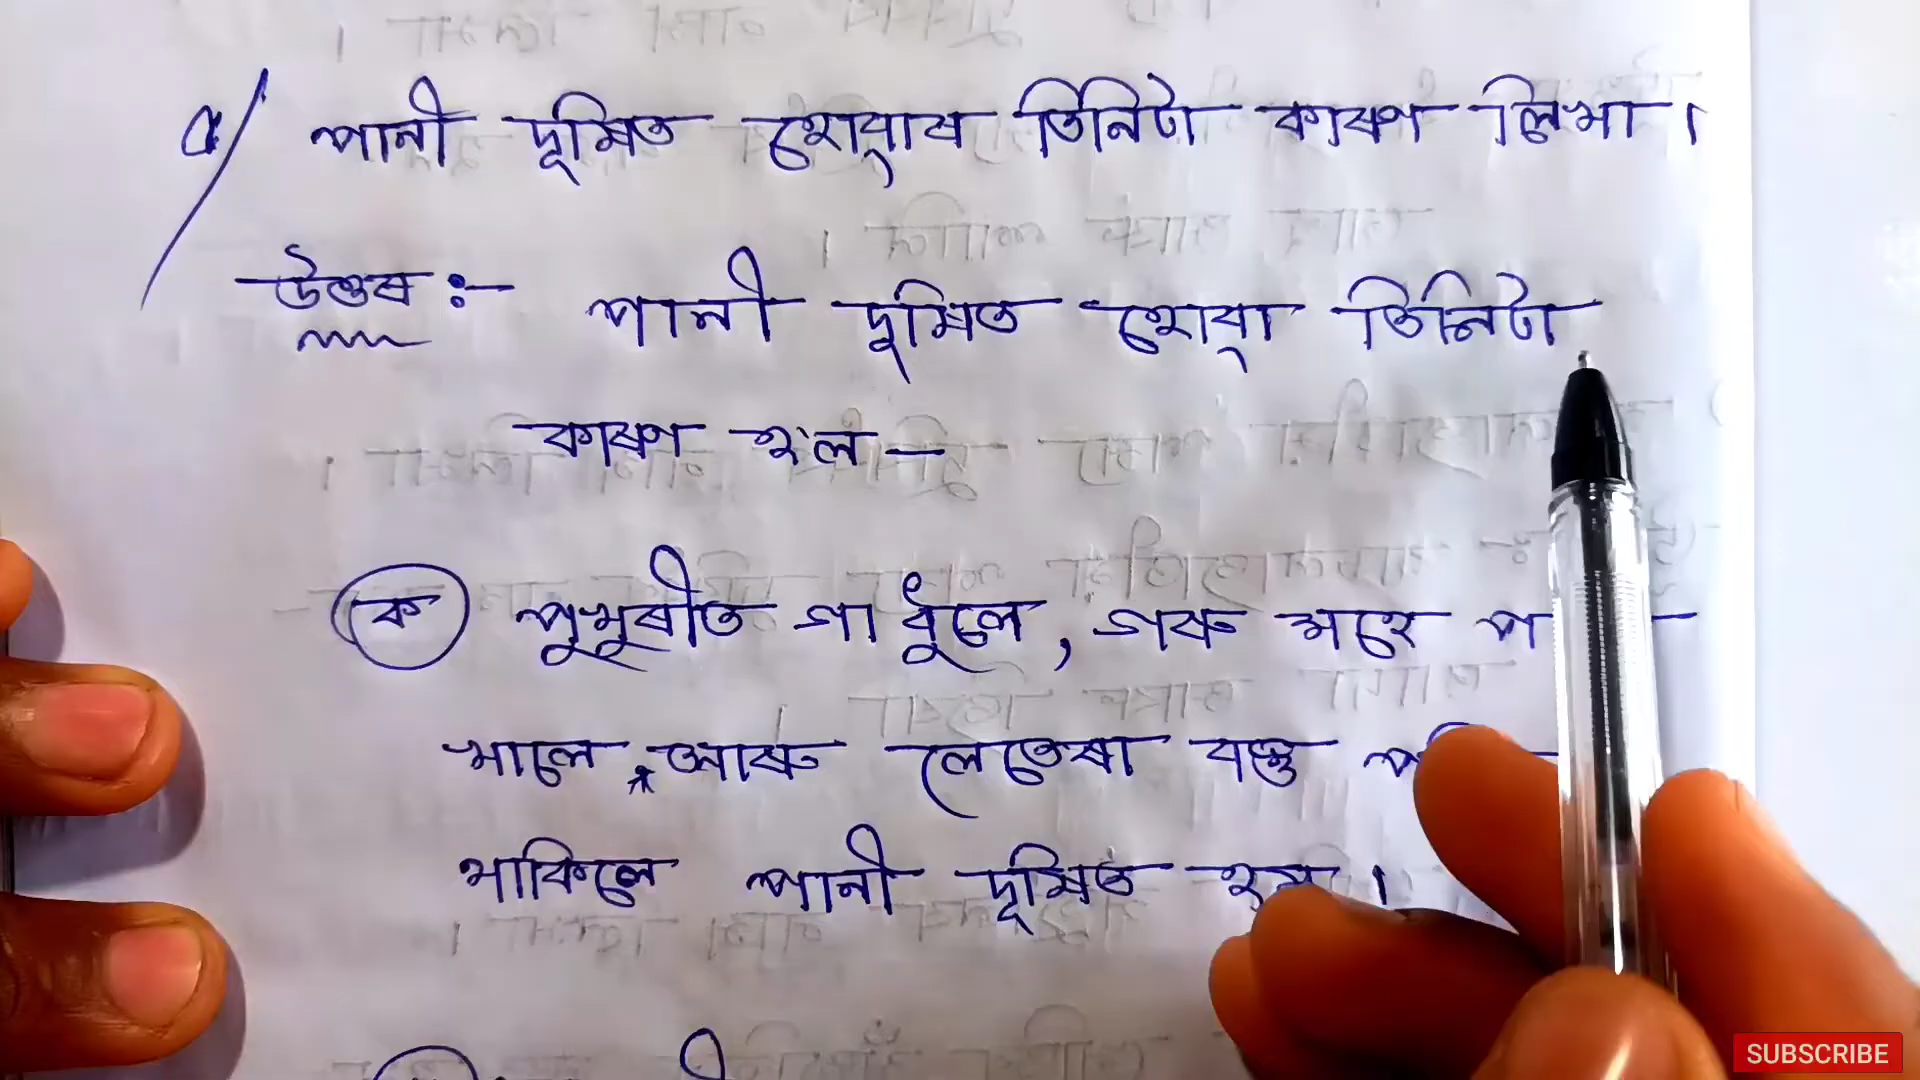 ৫/ পানী দূষিত হোৱাৰ তিনিটা কাৰণ লিখা।
উত্তৰ :- পানী দূষিত হোৱা তিনিটা
কাৰণ হ'ল —
ক পুখুৰীত গা ধুলে, গৰু মহে
খালে, আৰু লেতেৰা বস্তু
থাকিলে পানী দূষিত হয়।
SUBSCRIBE